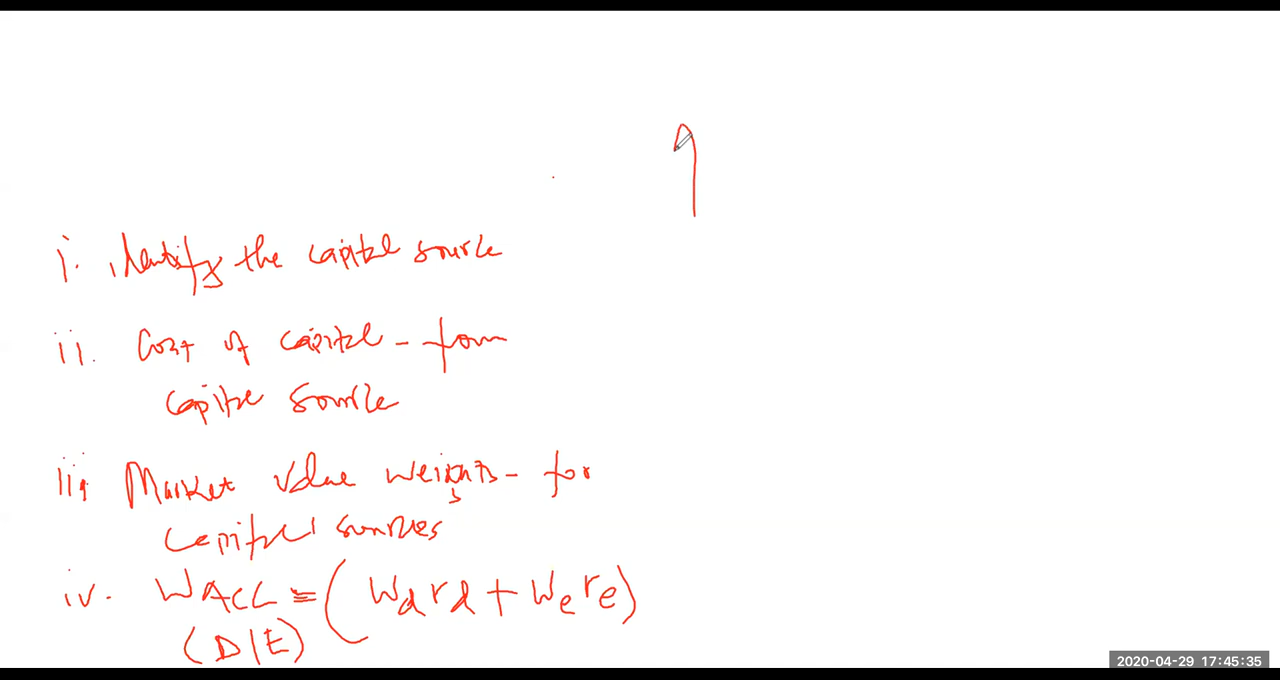 i. identify the capital source
ii. Cost of capital - from
capital source
iii. Market value weights - for
capital sources
iv. WACC = (Wdrd + Were)
(D/E)
2020-04-29 17:45:35